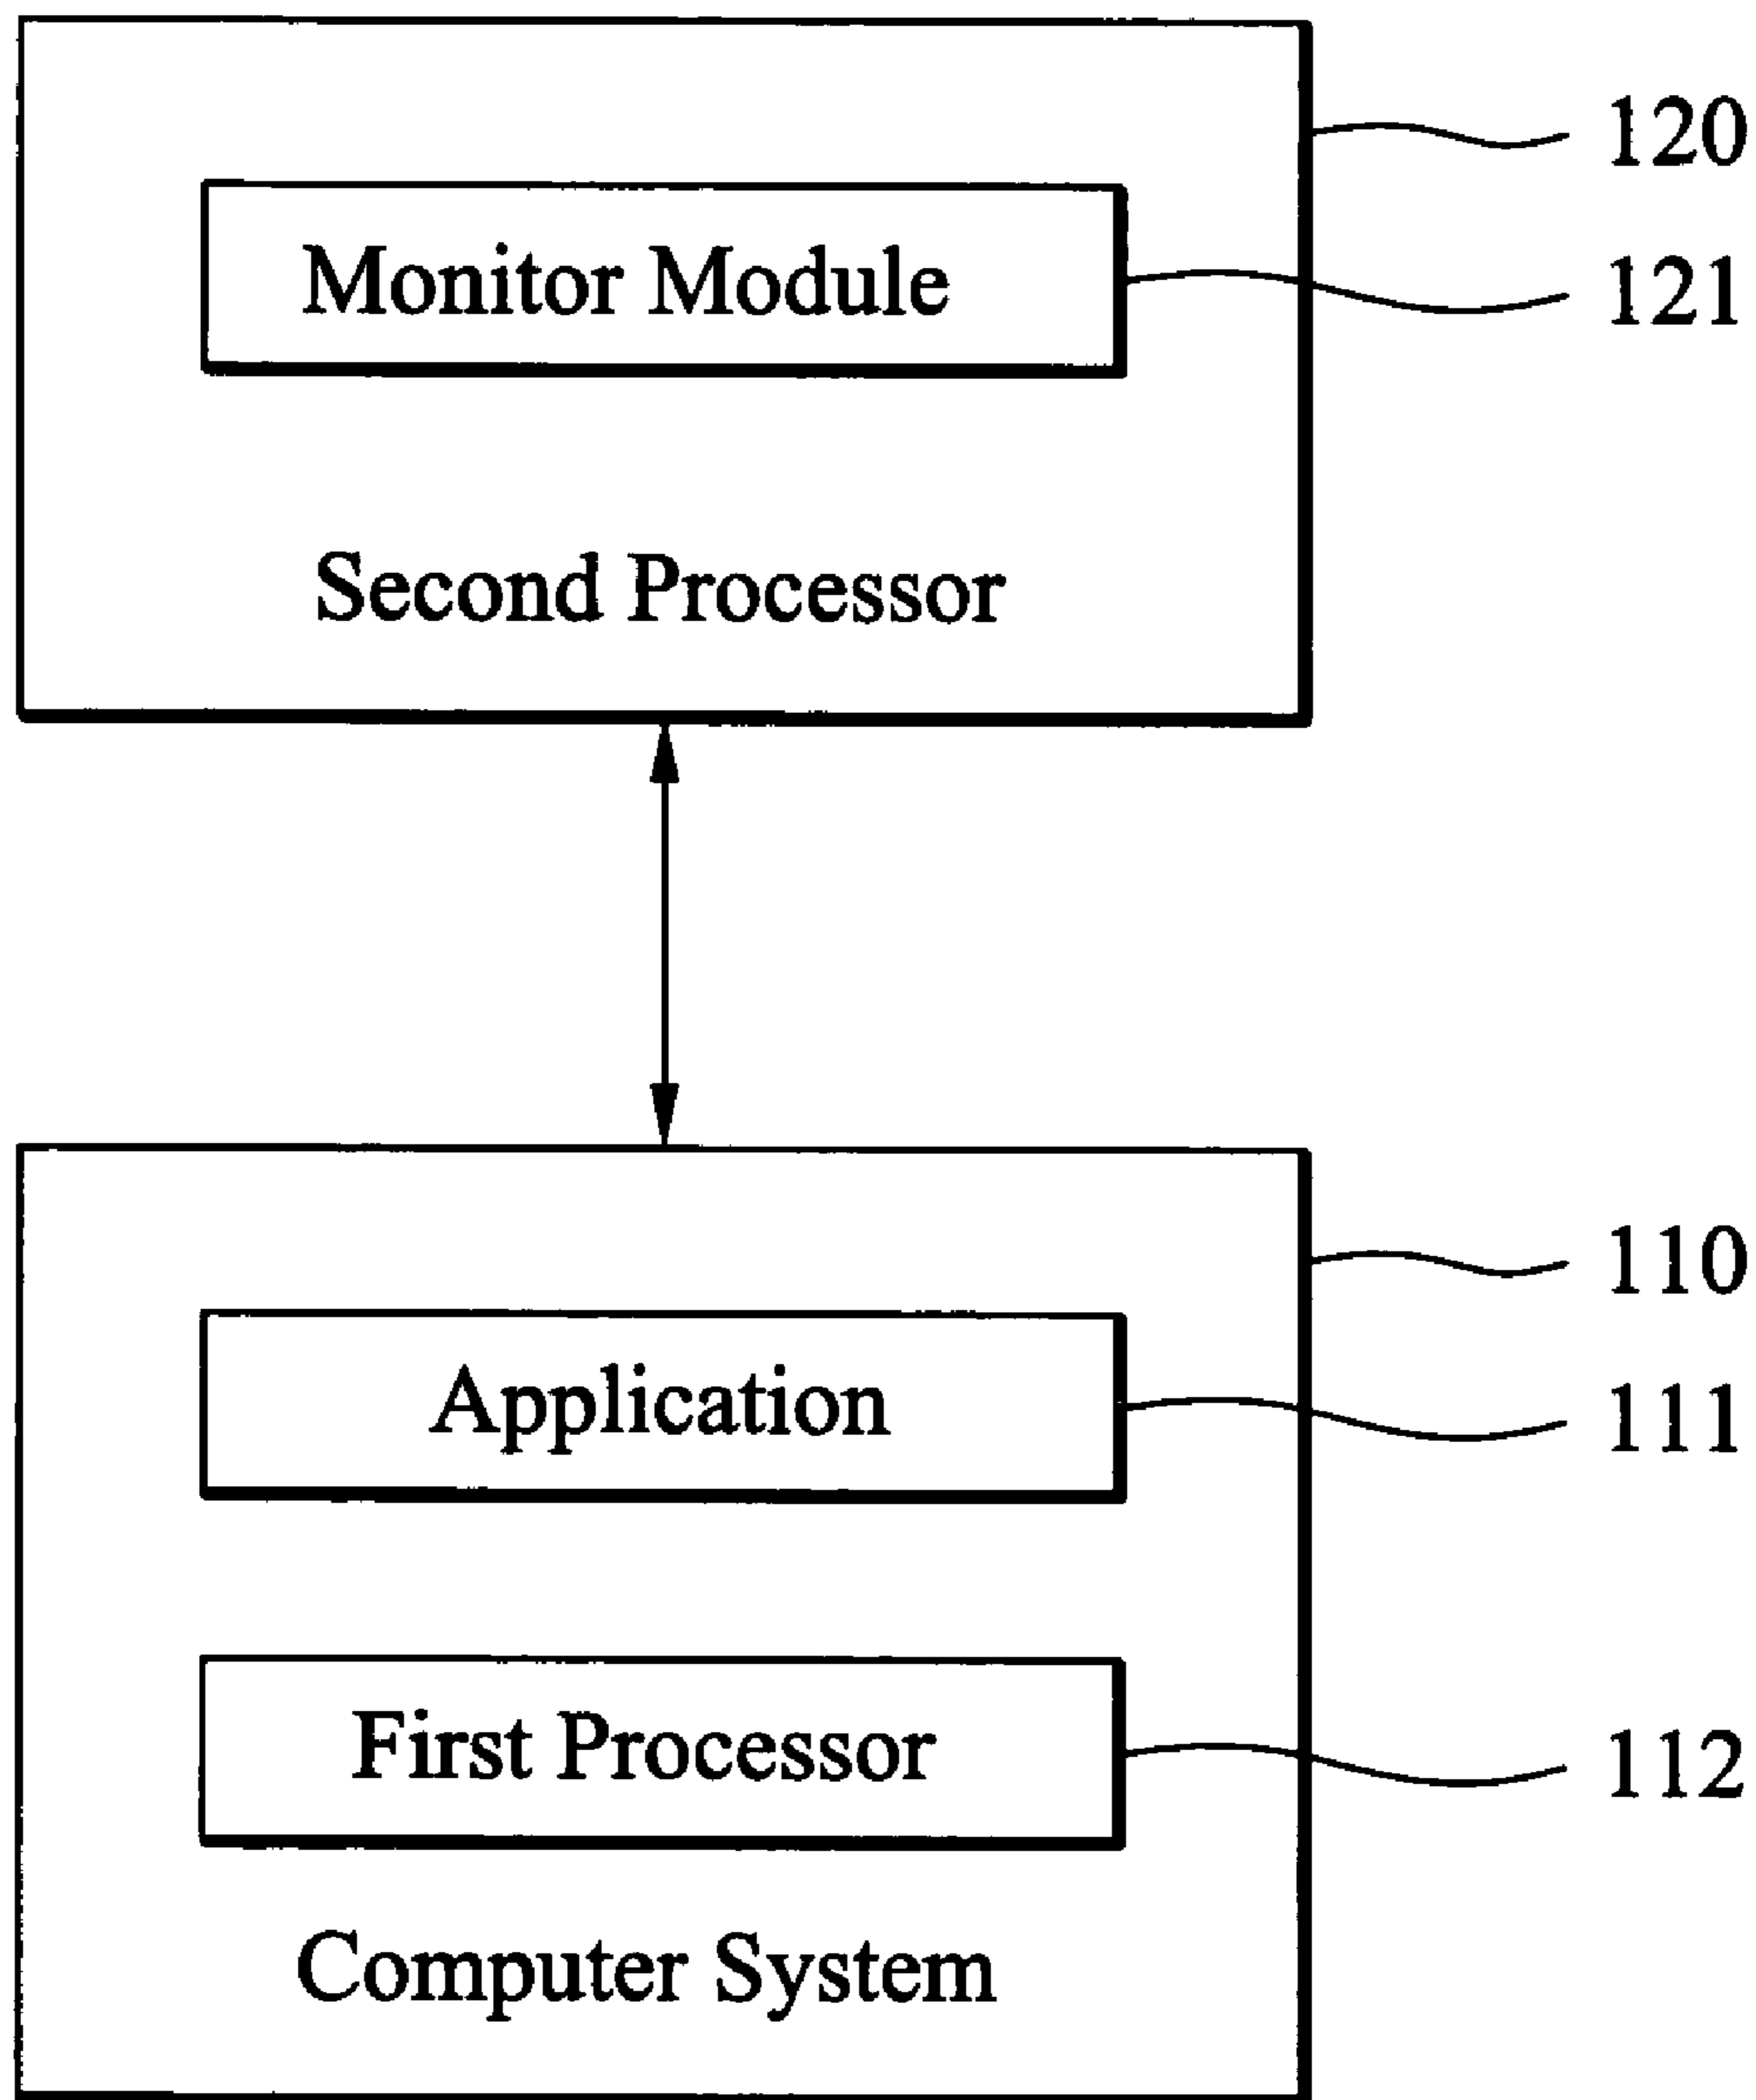 120
Monitor Module
121
Second Processor
110
Application
111
First Processor
112
Computer System